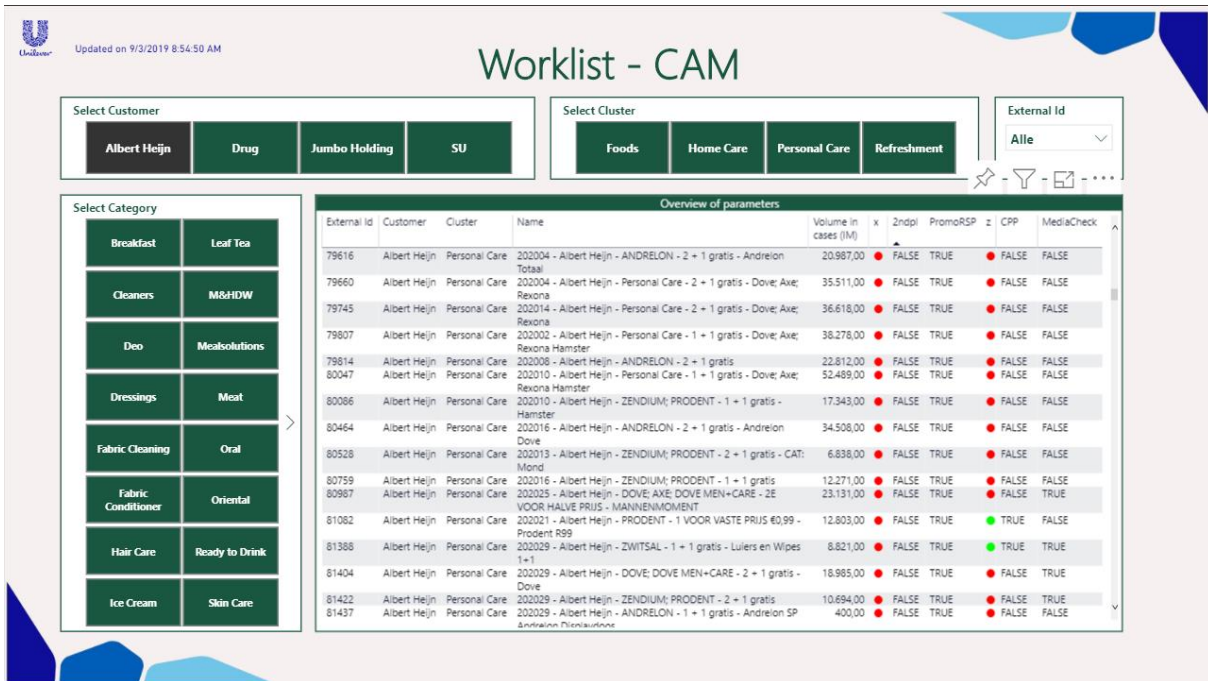 Unilever
Updated on 9/3/2019 8:54:50 AM
Worklist - CAM
Select Customer
Albert Heijn Drug Jumbo Holding SU
Select Cluster
Foods Home Care Personal Care Refreshment
External Id
Alle
Select Category
Breakfast Leaf Tea
Cleaners M&HDW
Deo Mealsolutions
Dressings Meat
Fabric Cleaning Oral
Fabric
Conditioner Oriental
Hair Care Ready to Drink
Ice Cream Skin Care
Overview of parameters
External Id Customer Cluster Name Volume in x 2ndpl PromoRSP z CPP MediaCheck
cases (IM)
79616 Albert Heijn Personal Care 202004 - Albert Heijn - ANDRELON - 2 + 1 gratis - Andrelon 20.987,00 FALSE TRUE FALSE FALSE
Totaal
79660 Albert Heijn Personal Care 202004 - Albert Heijn - Personal Care - 2 + 1 gratis - Dove; Axe; 35.511,00 FALSE TRUE FALSE FALSE
Rexona
79745 Albert Heijn Personal Care 202014 - Albert Heijn - Personal Care - 2 + 1 gratis - Dove; Axe; 36.618,00 FALSE TRUE FALSE FALSE
Rexona
79807 Albert Heijn Personal Care 202002 - Albert Heijn - Personal Care - 1 + 1 gratis - Dove; Axe; 38.278,00 FALSE TRUE FALSE FALSE
Rexona Hamster
79814 Albert Heijn Personal Care 202008 - Albert Heijn - ANDRELON - 2 + 1 gratis 22.812,00 FALSE TRUE FALSE FALSE
80047 Albert Heijn Personal Care 202010 - Albert Heijn - Personal Care - 1 + 1 gratis - Dove; Axe; 52.489,00 FALSE TRUE FALSE FALSE
Rexona Hamster
80086 Albert Heijn Personal Care 202010 - Albert Heijn - ZENDIUM; PRODENT - 1 + 1 gratis - 17.343,00 FALSE TRUE FALSE FALSE
Hamster
80464 Albert Heijn Personal Care 202016 - Albert Heijn - ANDRELON - 2 + 1 gratis - Andrelon 34.508,00 FALSE TRUE FALSE FALSE
Dove
80528 Albert Heijn Personal Care 202013 - Albert Heijn - ZENDIUM; PRODENT - 2 + 1 gratis - CAT: 6.838,00 FALSE TRUE FALSE FALSE
Mond
80759 Albert Heijn Personal Care 202016 - Albert Heijn - ZENDIUM; PRODENT - 1 + 1 gratis 12.271,00 FALSE TRUE FALSE FALSE
80987 Albert Heijn Personal Care 202025 - Albert Heijn - DOVE; AXE; DOVE MEN+CARE - 2E 23.131,00 FALSE TRUE FALSE TRUE
VOOR HALVE PRIJS - MANNENMOMENT
81082 Albert Heijn Personal Care 202021 - Albert Heijn - PRODENT - 1 VOOR VASTE PRIJS €0,99 - 12.803,00 FALSE TRUE TRUE FALSE
Prodent R99
81388 Albert Heijn Personal Care 202029 - Albert Heijn - ZWITSAL - 1 + 1 gratis - Luiers en Wipes 8.821,00 FALSE TRUE TRUE TRUE
1+1
81404 Albert Heijn Personal Care 202029 - Albert Heijn - DOVE; DOVE MEN+CARE - 2 + 1 gratis - 18.985,00 FALSE TRUE FALSE TRUE
Dove
81422 Albert Heijn Personal Care 202029 - Albert Heijn - ZENDIUM; PRODENT - 2 + 1 gratis 10.694,00 FALSE TRUE FALSE TRUE
81437 Albert Heijn Personal Care 202029 - Albert Heijn - ANDRELON - 1 + 1 gratis - Andrelon SP 400,00 FALSE TRUE FALSE FALSE
Andrelon Displaydoos